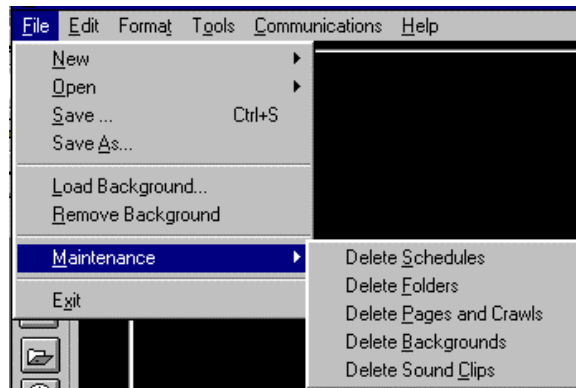 File Edit Format Tools Communications Help
New
Open
Save ... Ctrl+S
Save As...
Load Background...
Remove Background
Maintenance
Exit
Delete Schedules
Delete Folders
Delete Pages and Crawls
Delete Backgrounds
Delete Sound Clips